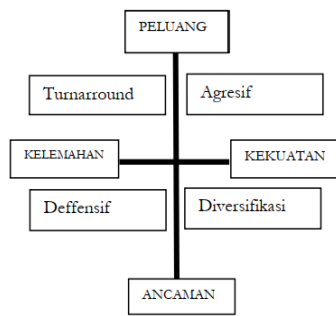 PELUANG
Turnarround
Agresif
KELEMAHAN
KEKUATAN
Deffensif
Diversifikasi
ANCAMAN